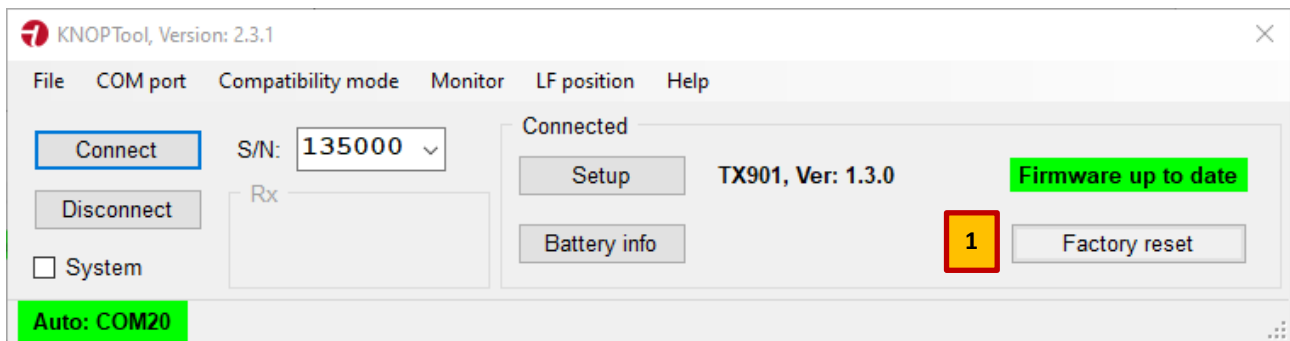 KNOPTool, Version: 2.3.1
File COM port Compatibility mode Monitor LF position Help
Connect
S/N: 135000
Disconnect
Rx
System
Connected
Setup
TX901, Ver: 1.3.0
Firmware up to date
Battery info
1
Factory reset
Auto: COM20